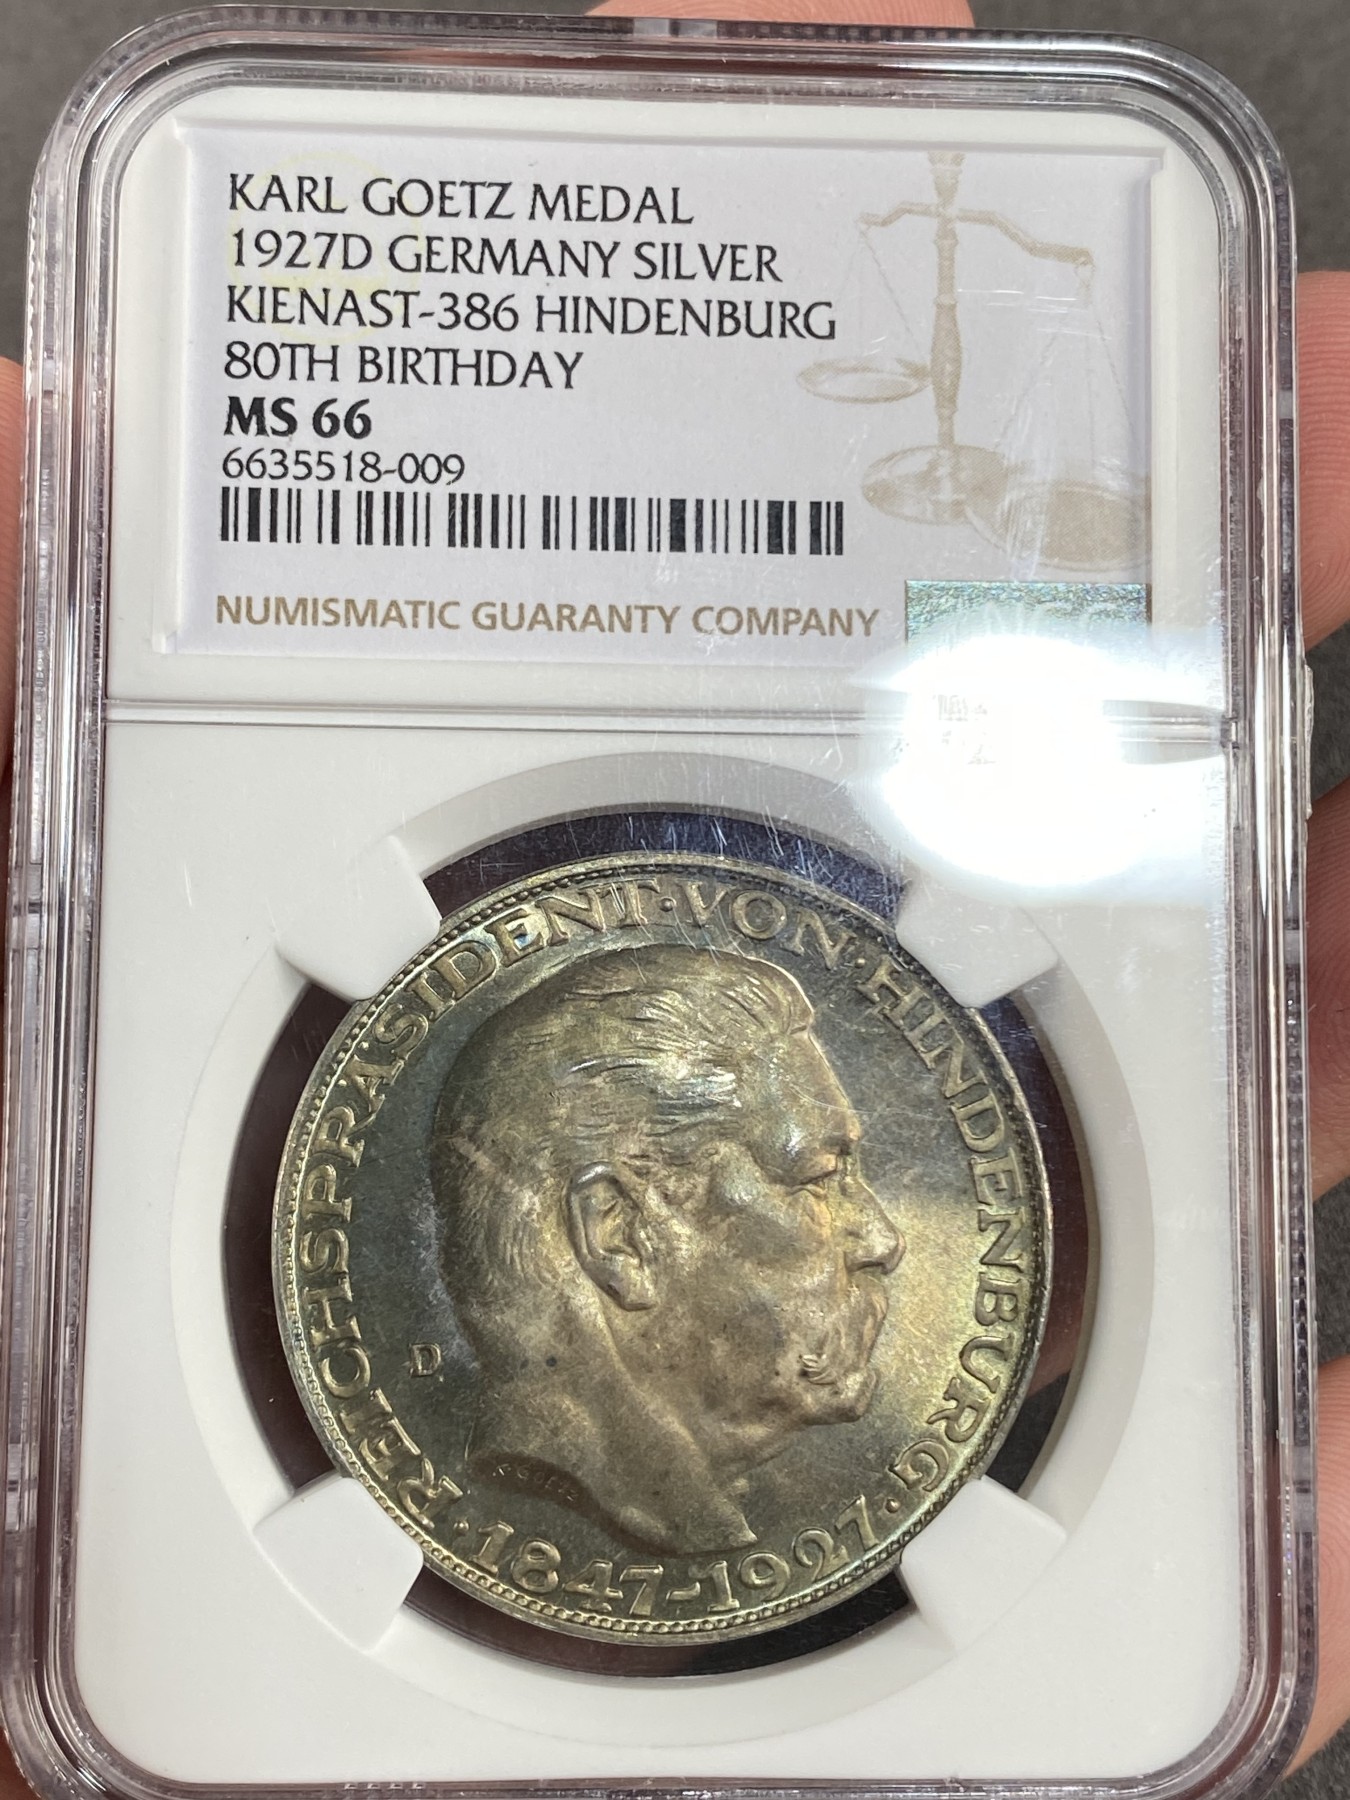 KARL GOETZ MEDAL
1927D GERMANY SILVER
KIENAST-386 HINDENBURG
80TH BIRTHDAY
MS 66
6635518-009
NUMISMATIC GUARANTY COMPANY
REICHSPRÄSIDENT·VON·HINDENBURG·
·1847-1927·
D
K GOETZ